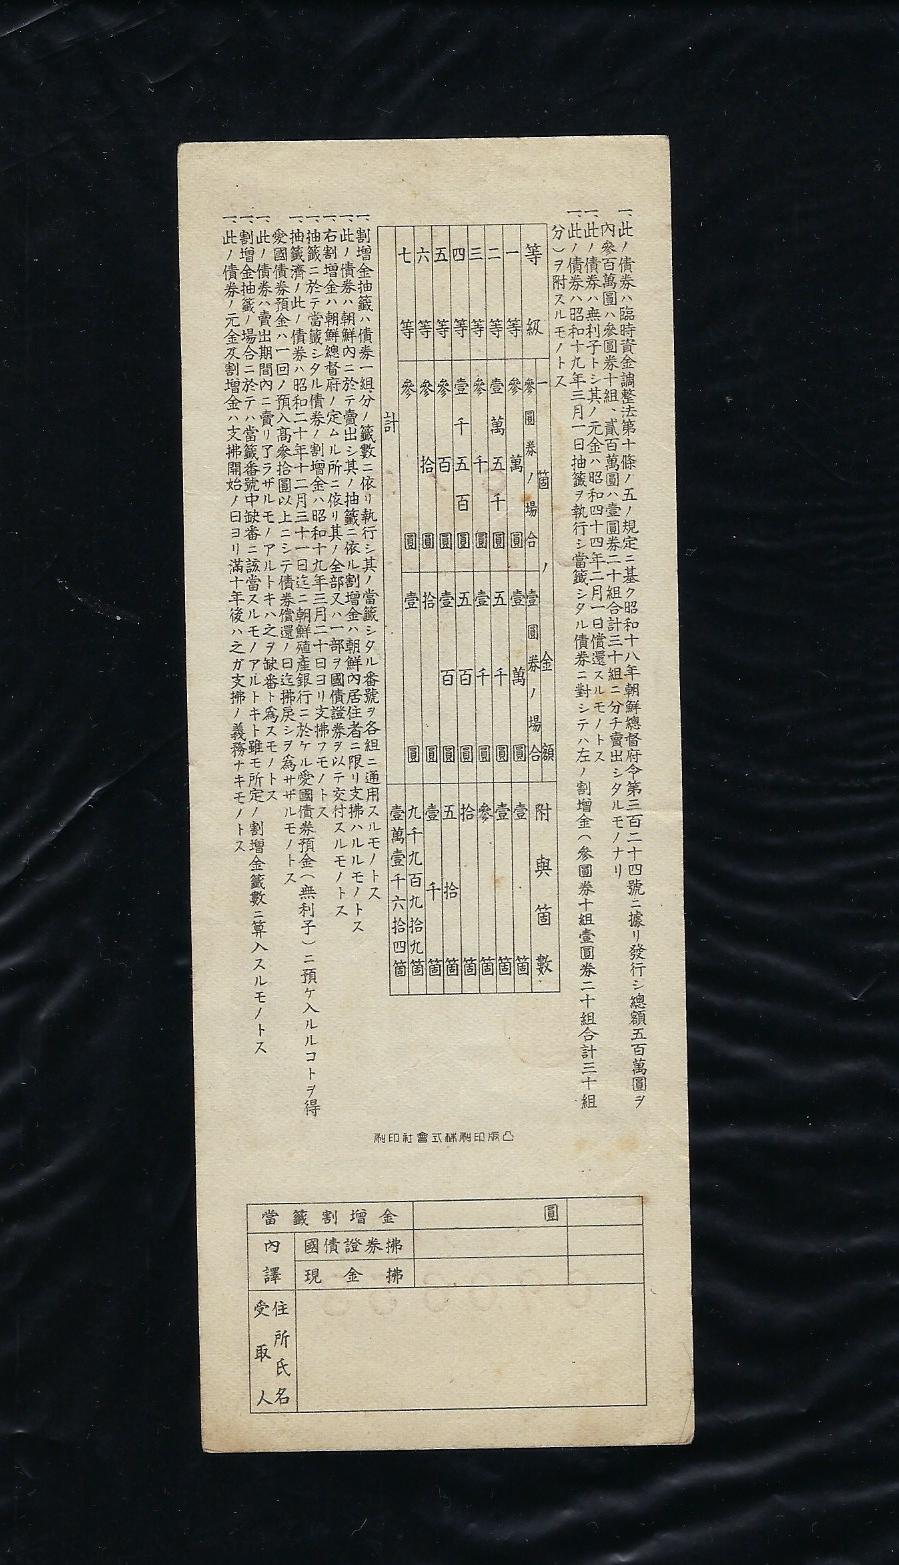 一、此ノ債券ハ臨時資金調整法第十條ノ五ノ規定ニ基ク昭和十八年朝鮮總督府令第三百二十四號ニ據リ發行シ總額五百萬圓ヲ
內參百萬圓ハ參圓券十組、貳百萬圓ハ壹圓券二十組合計三十組ニ分チ賣出シタルモノナリ
一、此ノ債券ハ無利子トシ其ノ元金ハ昭和四十四年二月一日償還スルモノトス
一、此ノ債券ハ昭和十九年三月一日抽籤ヲ執行シ當籤シタル債券ニ對シテハ左ノ割增金(參圓券十組壹圓券二十組合計三十組
分)ヲ附スルモノトス
等級 一箇ノ金額 附與箇數
參圓券ノ場合 壹圓券ノ場合
一等 參萬圓 壹萬圓 壹箇
二等 壹萬五千圓 五千圓 壹箇
三等 參千圓 壹千圓 參箇
四等 壹千五百圓 五百圓 拾箇
五等 參百圓 壹百圓 五拾箇
六等 參拾圓 拾圓 壹千箇
七等 參圓 壹圓 九千九百九拾九箇
計 壹萬壹千六拾四箇
一、割增金抽籤ハ債券一組分ノ籤數ニ依リ執行シ其ノ當籤シタル番號ヲ各組ニ通用スルモノトス
一、此ノ債券ハ朝鮮內ニ於テ賣出シ其ノ抽籤ニ依ル割增金ハ朝鮮內居住者ニ限リ支拂ハルルモノトス
一、右割增金ハ朝鮮總督府ノ定ムル所ニ依リ其ノ全部又ハ一部ヲ國債證券ヲ以テ交付スルモノトス
一、抽籤ニ於テ當籤シタル債券ノ割增金ハ昭和十九年三月二十日ヨリ支拂フモノトス
一、抽籤濟ノ此ノ債券ハ昭和二十年十二月三十一日迄ニ朝鮮殖產銀行ニ於ケル愛國債券預金(無利子)ニ預ケ入ルルコトヲ得
愛國債券預金ハ一回ノ預入高參拾圓以上ニシテ債券償還ノ日迄拂戾シヲ爲サザルモノトス
一、此ノ債券ハ賣出期間內ニ賣リ了ラザルモノアルトキハ之ヲ缺番ト爲スモノトス
一、割增金抽籤ノ場合ニ於テハ當籤番號中缺番ニ該當スルモノアルトキト雖モ所定ノ割增金籤數ニ算入スルモノトス
一、此ノ債券ノ元金及割增金ハ支拂開始ノ日ヨリ滿十年後ハ之ガ支拂ノ義務ナキモノトス
凸版印刷株式會社印刷
當籤割增金 圓
內譯 國債證券拂
現金拂
受取人 住所氏名